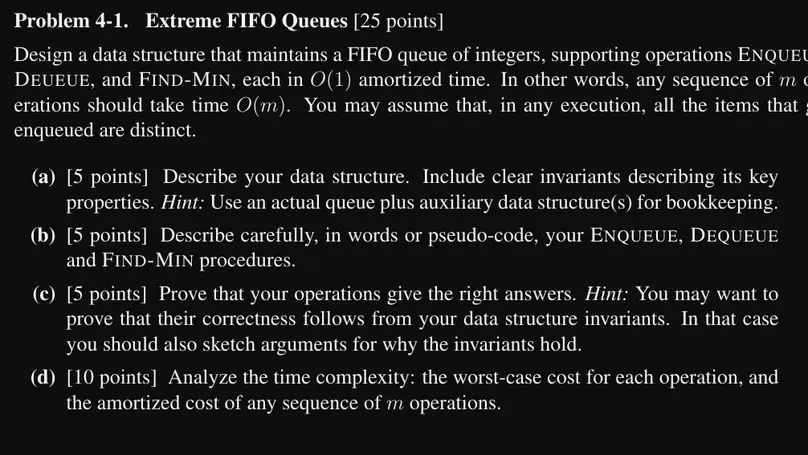 Problem 4-1. Extreme FIFO Queues [25 points]
Design a data structure that maintains a FIFO queue of integers, supporting operations
DEUEUE, and FIND-MIN, each in O(1) amortized time. In other words, any sequence of m
erations should take time O(m). You may assume that, in any execution, all the items that
enqueued are distinct.
(a) [5 points] Describe your data structure. Include clear invariants describing its key
properties. Hint: Use an actual queue plus auxiliary data structure(s) for bookkeeping.
(b) [5 points] Describe carefully, in words or pseudo-code, your ENQUEUE, DEQUEUE
and FIND-MIN procedures.
(c) [5 points] Prove that your operations give the right answers. Hint: You may want to
prove that their correctness follows from your data structure invariants. In that case
you should also sketch arguments for why the invariants hold.
(d) [10 points] Analyze the time complexity: the worst-case cost for each operation, and
the amortized cost of any sequence of m operations.